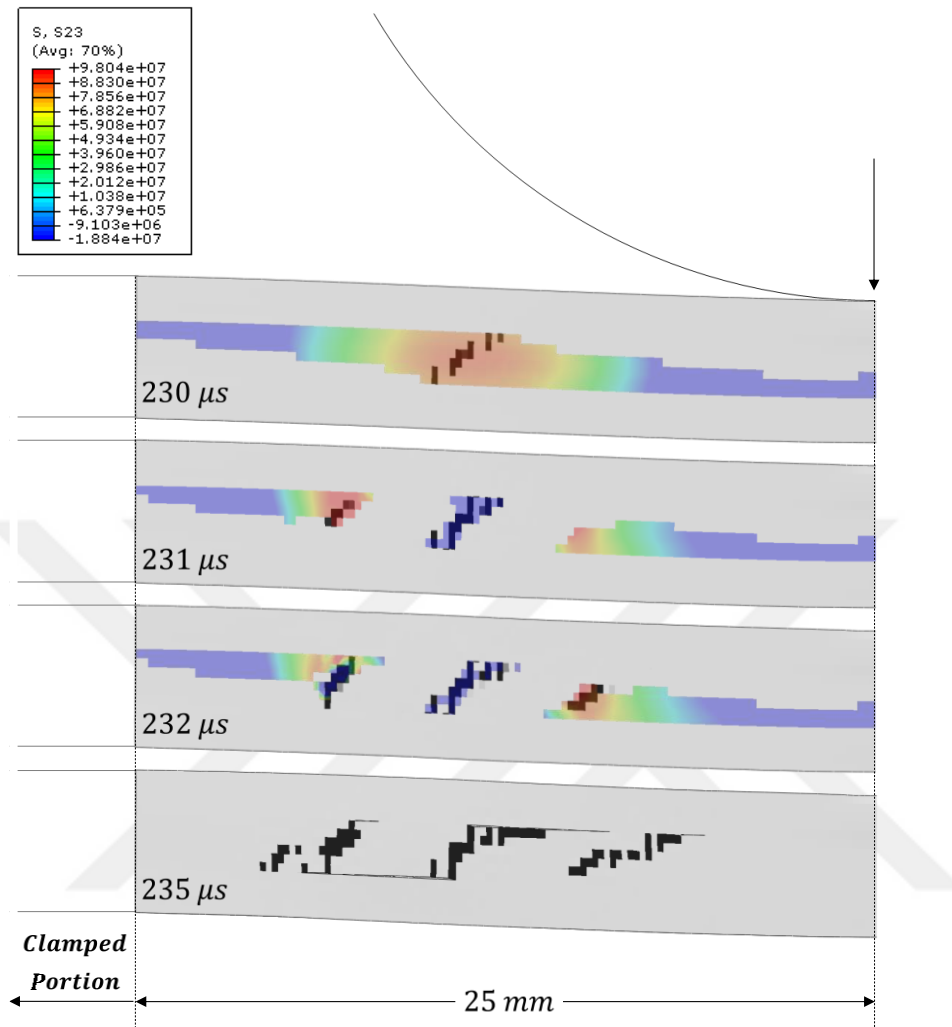 S, S23
(Avg: 70%)
+9.804e+07
+8.830e+07
+7.856e+07
+6.882e+07
+5.908e+07
+4.934e+07
+3.960e+07
+2.986e+07
+2.012e+07
+1.038e+07
+6.379e+05
-9.103e+06
-1.884e+07
230 μs
231 μs
232 μs
235 μs
Clamped
Portion
25 mm